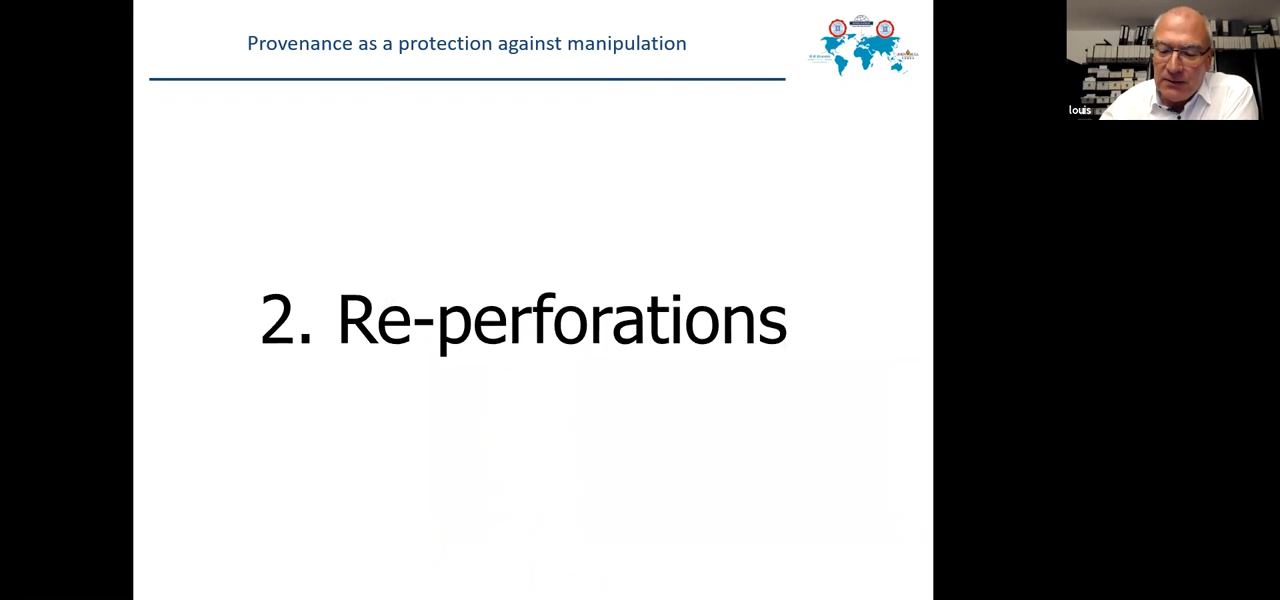 Provenance as a protection against manipulation
louis
2. Re-perforations